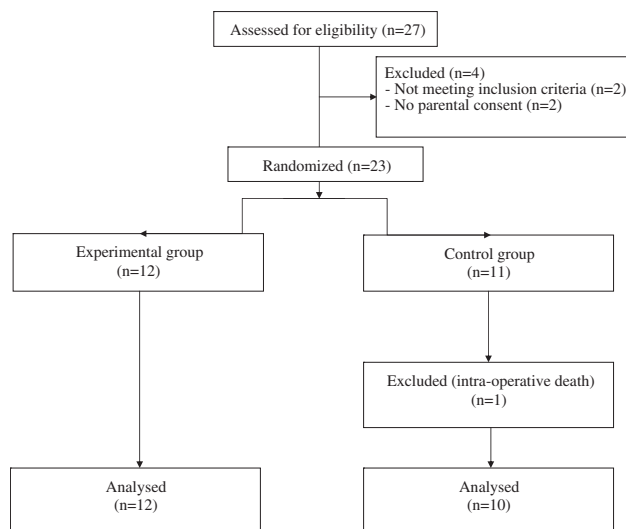 Assessed for eligibility (n=27)
Excluded (n=4)
- Not meeting inclusion criteria (n=2)
- No parental consent (n=2)
Randomized (n=23)
Experimental group
(n=12)
Control group
(n=11)
Excluded (intra-operative death)
(n=1)
Analysed
(n=12)
Analysed
(n=10)